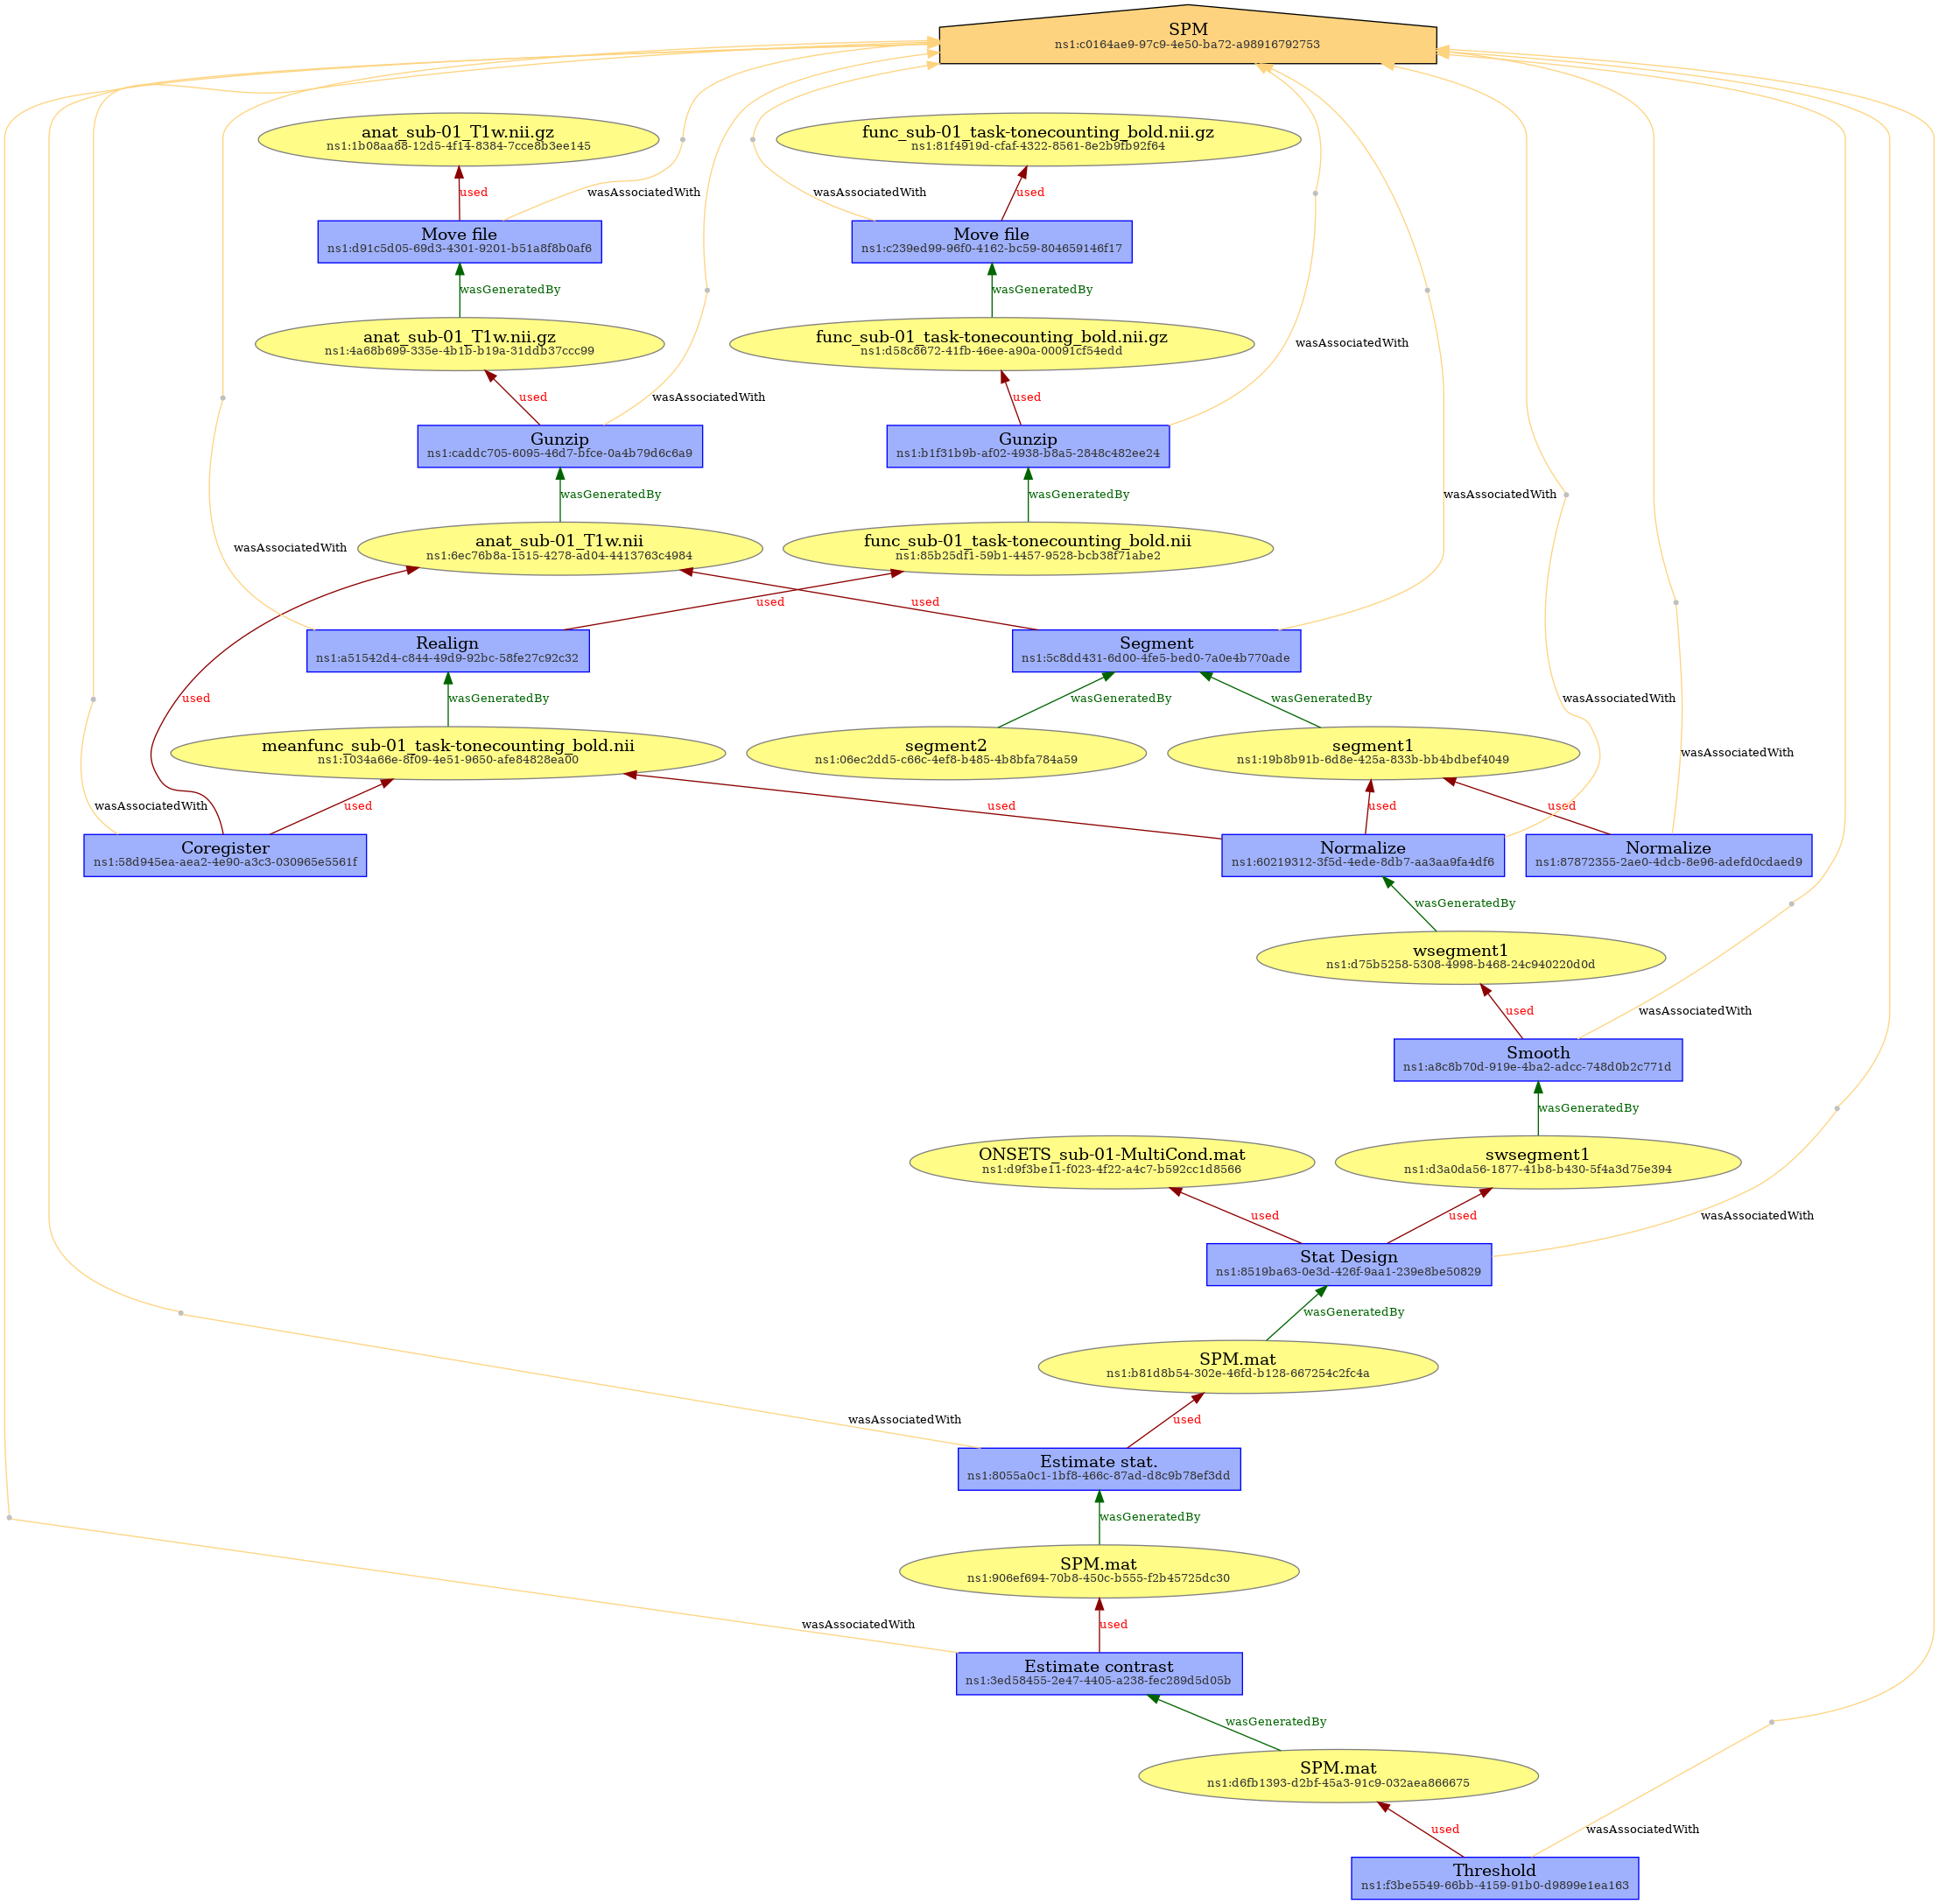 SPM
ns1:c0164ae9-97c9-4e50-ba72-a98916792753
anat_sub-01_T1w.nii.gz
ns1:1b08aa88-12d5-4f14-8384-7cce8b3ee145
func_sub-01_task-tonecounting_bold.nii.gz
ns1:81f4919d-cfaf-4322-8561-8e2b9fb92f64
used
wasAssociatedWith
wasAssociatedWith
used
Move file
ns1:d91c5d05-69d3-4301-9201-b51a8f8b0af6
Move file
ns1:c239ed99-96f0-4162-bc59-804659146f17
wasGeneratedBy
wasGeneratedBy
anat_sub-01_T1w.nii.gz
ns1:4a68b699-335e-4b1b-b19a-31ddb37ccc99
func_sub-01_task-tonecounting_bold.nii.gz
ns1:d58c8672-41fb-46ee-a90a-00091cf54edd
wasAssociatedWith
used
wasAssociatedWith
used
Gunzip
ns1:caddc705-6095-46d7-bfce-0a4b79d6c6a9
Gunzip
ns1:b1f31b9b-af02-4938-b8a5-2848c482ee24
wasGeneratedBy
wasGeneratedBy
wasAssociatedWith
wasAssociatedWith
anat_sub-01_T1w.nii
ns1:6ec76b8a-1515-4278-ad04-4413763c4984
func_sub-01_task-tonecounting_bold.nii
ns1:85b25df1-59b1-4457-9528-bcb38f71abe2
used
used
Realign
ns1:a51542d4-c844-49d9-92bc-58fe27c92c32
Segment
ns1:5c8dd431-6d00-4fe5-bed0-7a0e4b770ade
used
wasGeneratedBy
wasGeneratedBy
wasGeneratedBy
wasAssociatedWith
meanfunc_sub-01_task-tonecounting_bold.nii
ns1:1034a66e-8f09-4e51-9650-afe84828ea00
segment2
ns1:06ec2dd5-c66c-4ef8-b485-4b8bfa784a59
segment1
ns1:19b8b91b-6d8e-425a-833b-bb4bdbef4049
wasAssociatedWith
wasAssociatedWith
used
used
used
used
Coregister
ns1:58d945ea-aea2-4e90-a3c3-030965e5561f
Normalize
ns1:60219312-3f5d-4ede-8db7-aa3aa9fa4df6
Normalize
ns1:87872355-2ae0-4dcb-8e96-adefd0cdaed9
wasGeneratedBy
wsegment1
ns1:d75b5258-5308-4998-b468-24c940220d0d
used
wasAssociatedWith
Smooth
ns1:a8c8b70d-919e-4ba2-adcc-748d0b2c771d
wasGeneratedBy
ONSETS_sub-01-MultiCond.mat
ns1:d9f3be11-f023-4f22-a4c7-b592cc1d8566
swsegment1
ns1:d3a0da56-1877-41b8-b430-5f4a3d75e394
used
used
wasAssociatedWith
Stat Design
ns1:8519ba63-0e3d-426f-9aa1-239e8be50829
wasGeneratedBy
SPM.mat
ns1:b81d8b54-302e-46fd-b128-667254c2fc4a
wasAssociatedWith
used
Estimate stat.
ns1:8055a0c1-1bf8-466c-87ad-d8c9b78ef3dd
wasGeneratedBy
SPM.mat
ns1:906ef694-70b8-450c-b555-f2b45725dc30
wasAssociatedWith
used
Estimate contrast
ns1:3ed58455-2e47-4405-a238-fec289d5d05b
wasGeneratedBy
SPM.mat
ns1:d6fb1393-d2bf-45a3-91c9-032aea866675
used
wasAssociatedWith
Threshold
ns1:f3be5549-66bb-4159-91b0-d9899e1ea163